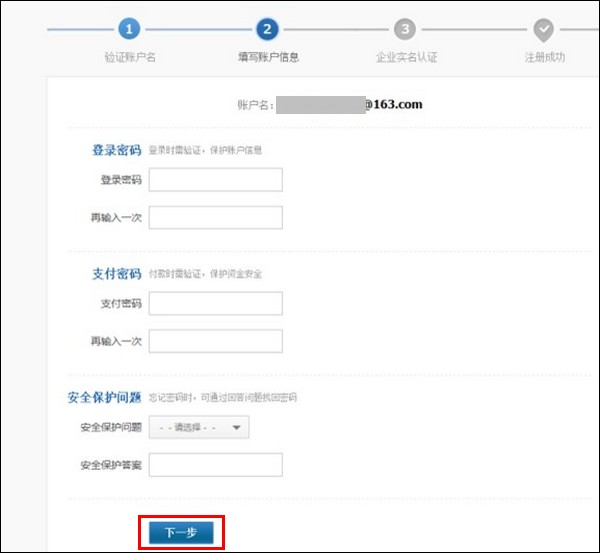 1 2 3
验证账户名 填写账户信息 企业实名认证 注册成功
账户名： @163.com
登录密码 登录时需验证，保护账户信息
登录密码
再输入一次
支付密码 付款时需验证，保护资金安全
支付密码
再输入一次
安全保护问题 忘记密码时，可通过回答问题找回密码
安全保护问题 - - 请选择 - -
安全保护答案
下一步